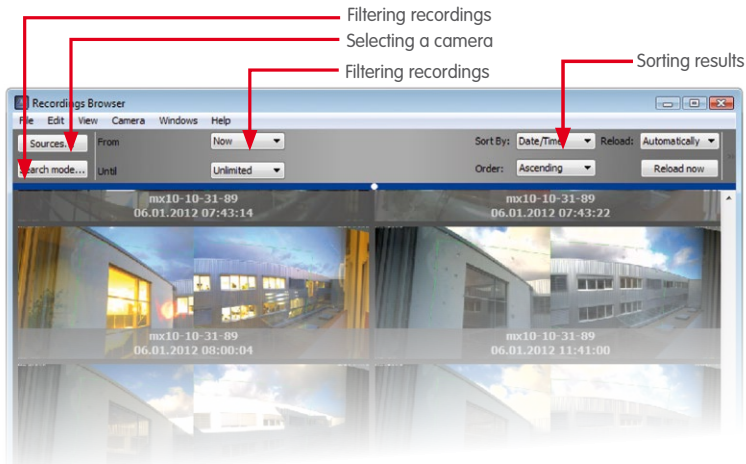 Filtering recordings
Selecting a camera
Filtering recordings
Sorting results
Recordings Browser
File Edit View Camera Windows Help
Sources... From Now Sort By: Date/Time Reload: Automatically
Search mode... Until Unlimited Order: Ascending Reload now
mx10-10-31-89 mx10-10-31-89
06.01.2012 07:43:14 06.01.2012 07:43:22
mx10-10-31-89 mx10-10-31-89
06.01.2012 08:00:04 06.01.2012 11:41:00